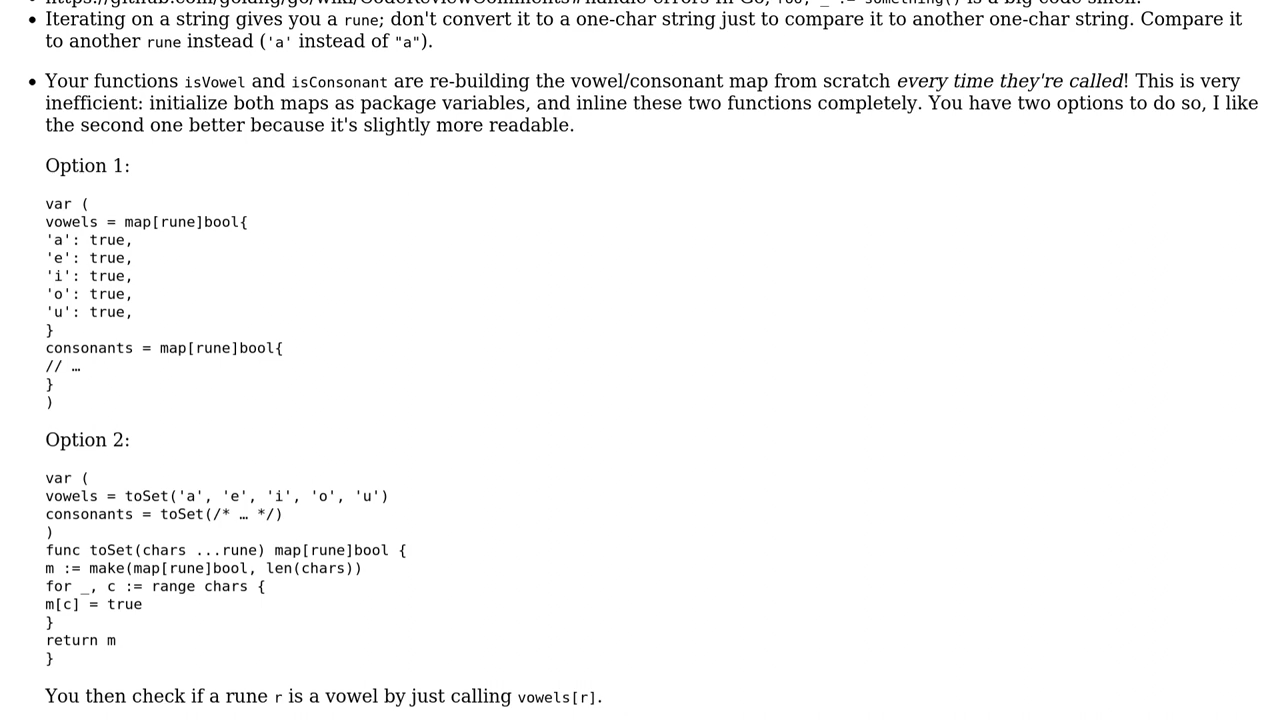 Iterating on a string gives you a rune; don't convert it to a one-char string just to compare it to another one-char string. Compare it
to another rune instead ('a' instead of "a").
Your functions isVowel and isConsonant are re-building the vowel/consonant map from scratch every time they're called! This is very
inefficient: initialize both maps as package variables, and inline these two functions completely. You have two options to do so, I like
the second one better because it's slightly more readable.
Option 1:
var (
vowels = map[rune]bool{
'a': true,
'e': true,
'i': true,
'o': true,
'u': true,
}
consonants = map[rune]bool{
// …
}
)
Option 2:
var (
vowels = toSet('a', 'e', 'i', 'o', 'u')
consonants = toSet(/* … */)
)
func toSet(chars ...rune) map[rune]bool {
m := make(map[rune]bool, len(chars))
for _, c := range chars {
m[c] = true
}
return m
}
You then check if a rune r is a vowel by just calling vowels[r].